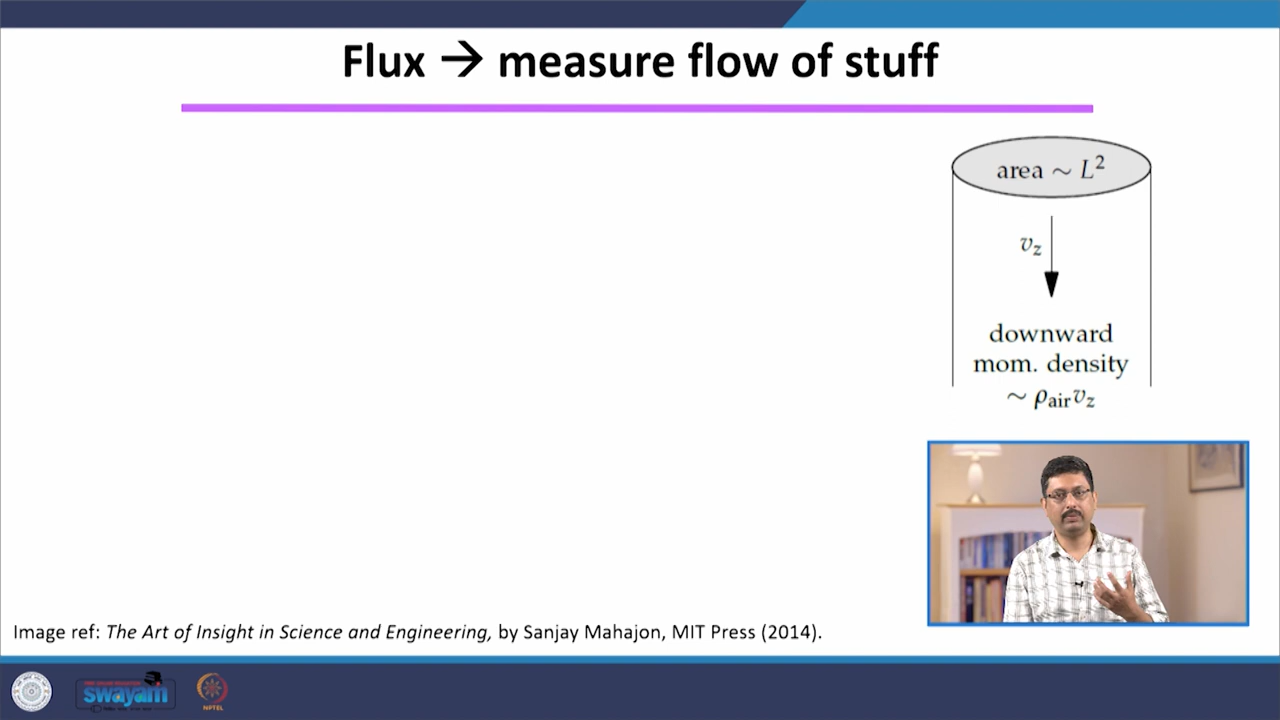 Flux → measure flow of stuff
area ~ L²
v_z
downward
mom. density
~ ρ_air v_z
Image ref: The Art of Insight in Science and Engineering, by Sanjay Mahajon, MIT Press (2014).
swayam
NPTEL